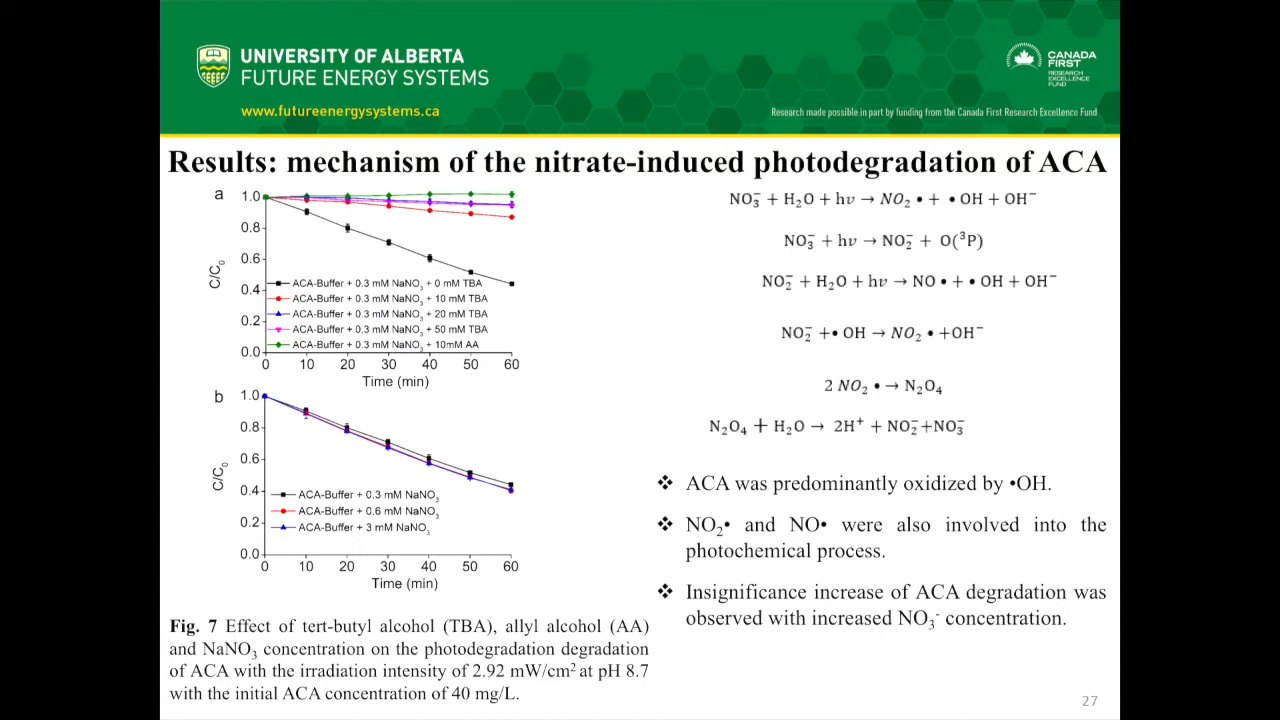 UNIVERSITY OF ALBERTA
FUTURE ENERGY SYSTEMS
www.futureenergysystems.ca
CANADA
FIRST
RESEARCH
EXCELLENCE
FUND
Research made possible in part by funding from the Canada First Research Excellence Fund
Results: mechanism of the nitrate-induced photodegradation of ACA
a
1.0
0.8
0.6
0.4
0.2
0.0
C/C₀
ACA-Buffer + 0.3 mM NaNO₃ + 0 mM TBA
ACA-Buffer + 0.3 mM NaNO₃ + 10 mM TBA
ACA-Buffer + 0.3 mM NaNO₃ + 20 mM TBA
ACA-Buffer + 0.3 mM NaNO₃ + 50 mM TBA
ACA-Buffer + 0.3 mM NaNO₃ + 10mM AA
0 10 20 30 40 50 60
Time (min)
b
1.0
0.8
0.6
0.4
0.2
0.0
C/C₀
ACA-Buffer + 0.3 mM NaNO₃
ACA-Buffer + 0.6 mM NaNO₃
ACA-Buffer + 3 mM NaNO₃
0 10 20 30 40 50 60
Time (min)
Fig. 7 Effect of tert-butyl alcohol (TBA), allyl alcohol (AA)
and NaNO₃ concentration on the photodegradation degradation
of ACA with the irradiation intensity of 2.92 mW/cm² at pH 8.7
with the initial ACA concentration of 40 mg/L.
NO₃⁻ + H₂O + hv → NO₂ • + • OH + OH⁻
NO₃⁻ + hv → NO₂⁻ + O(³P)
NO₂⁻ + H₂O + hv → NO • + • OH + OH⁻
NO₂⁻ +• OH → NO₂ • +OH⁻
2 NO₂ • → N₂O₄
N₂O₄ + H₂O → 2H⁺ + NO₂⁻+NO₃⁻
❖ ACA was predominantly oxidized by •OH.
❖ NO₂• and NO• were also involved into the
photochemical process.
❖ Insignificance increase of ACA degradation was
observed with increased NO₃⁻ concentration.
27